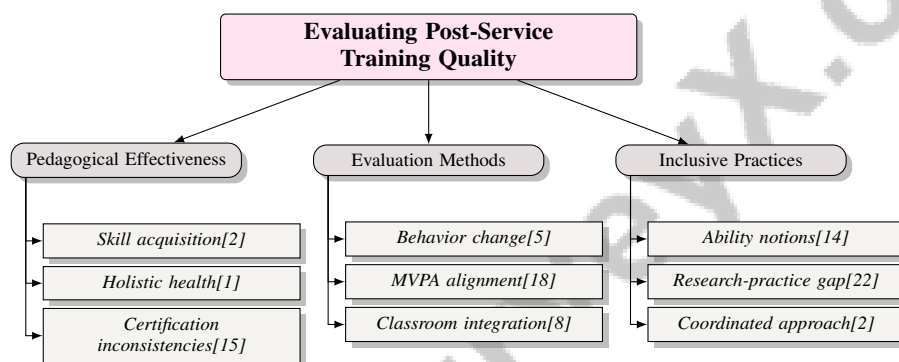 Evaluating Post-Service
Training Quality
Pedagogical Effectiveness
Evaluation Methods
Inclusive Practices
Skill acquisition[2]
Holistic health[1]
Certification
inconsistencies[15]
Behavior change[5]
MVPA alignment[18]
Classroom integration[8]
Ability notions[14]
Research-practice gap[22]
Coordinated approach[2]